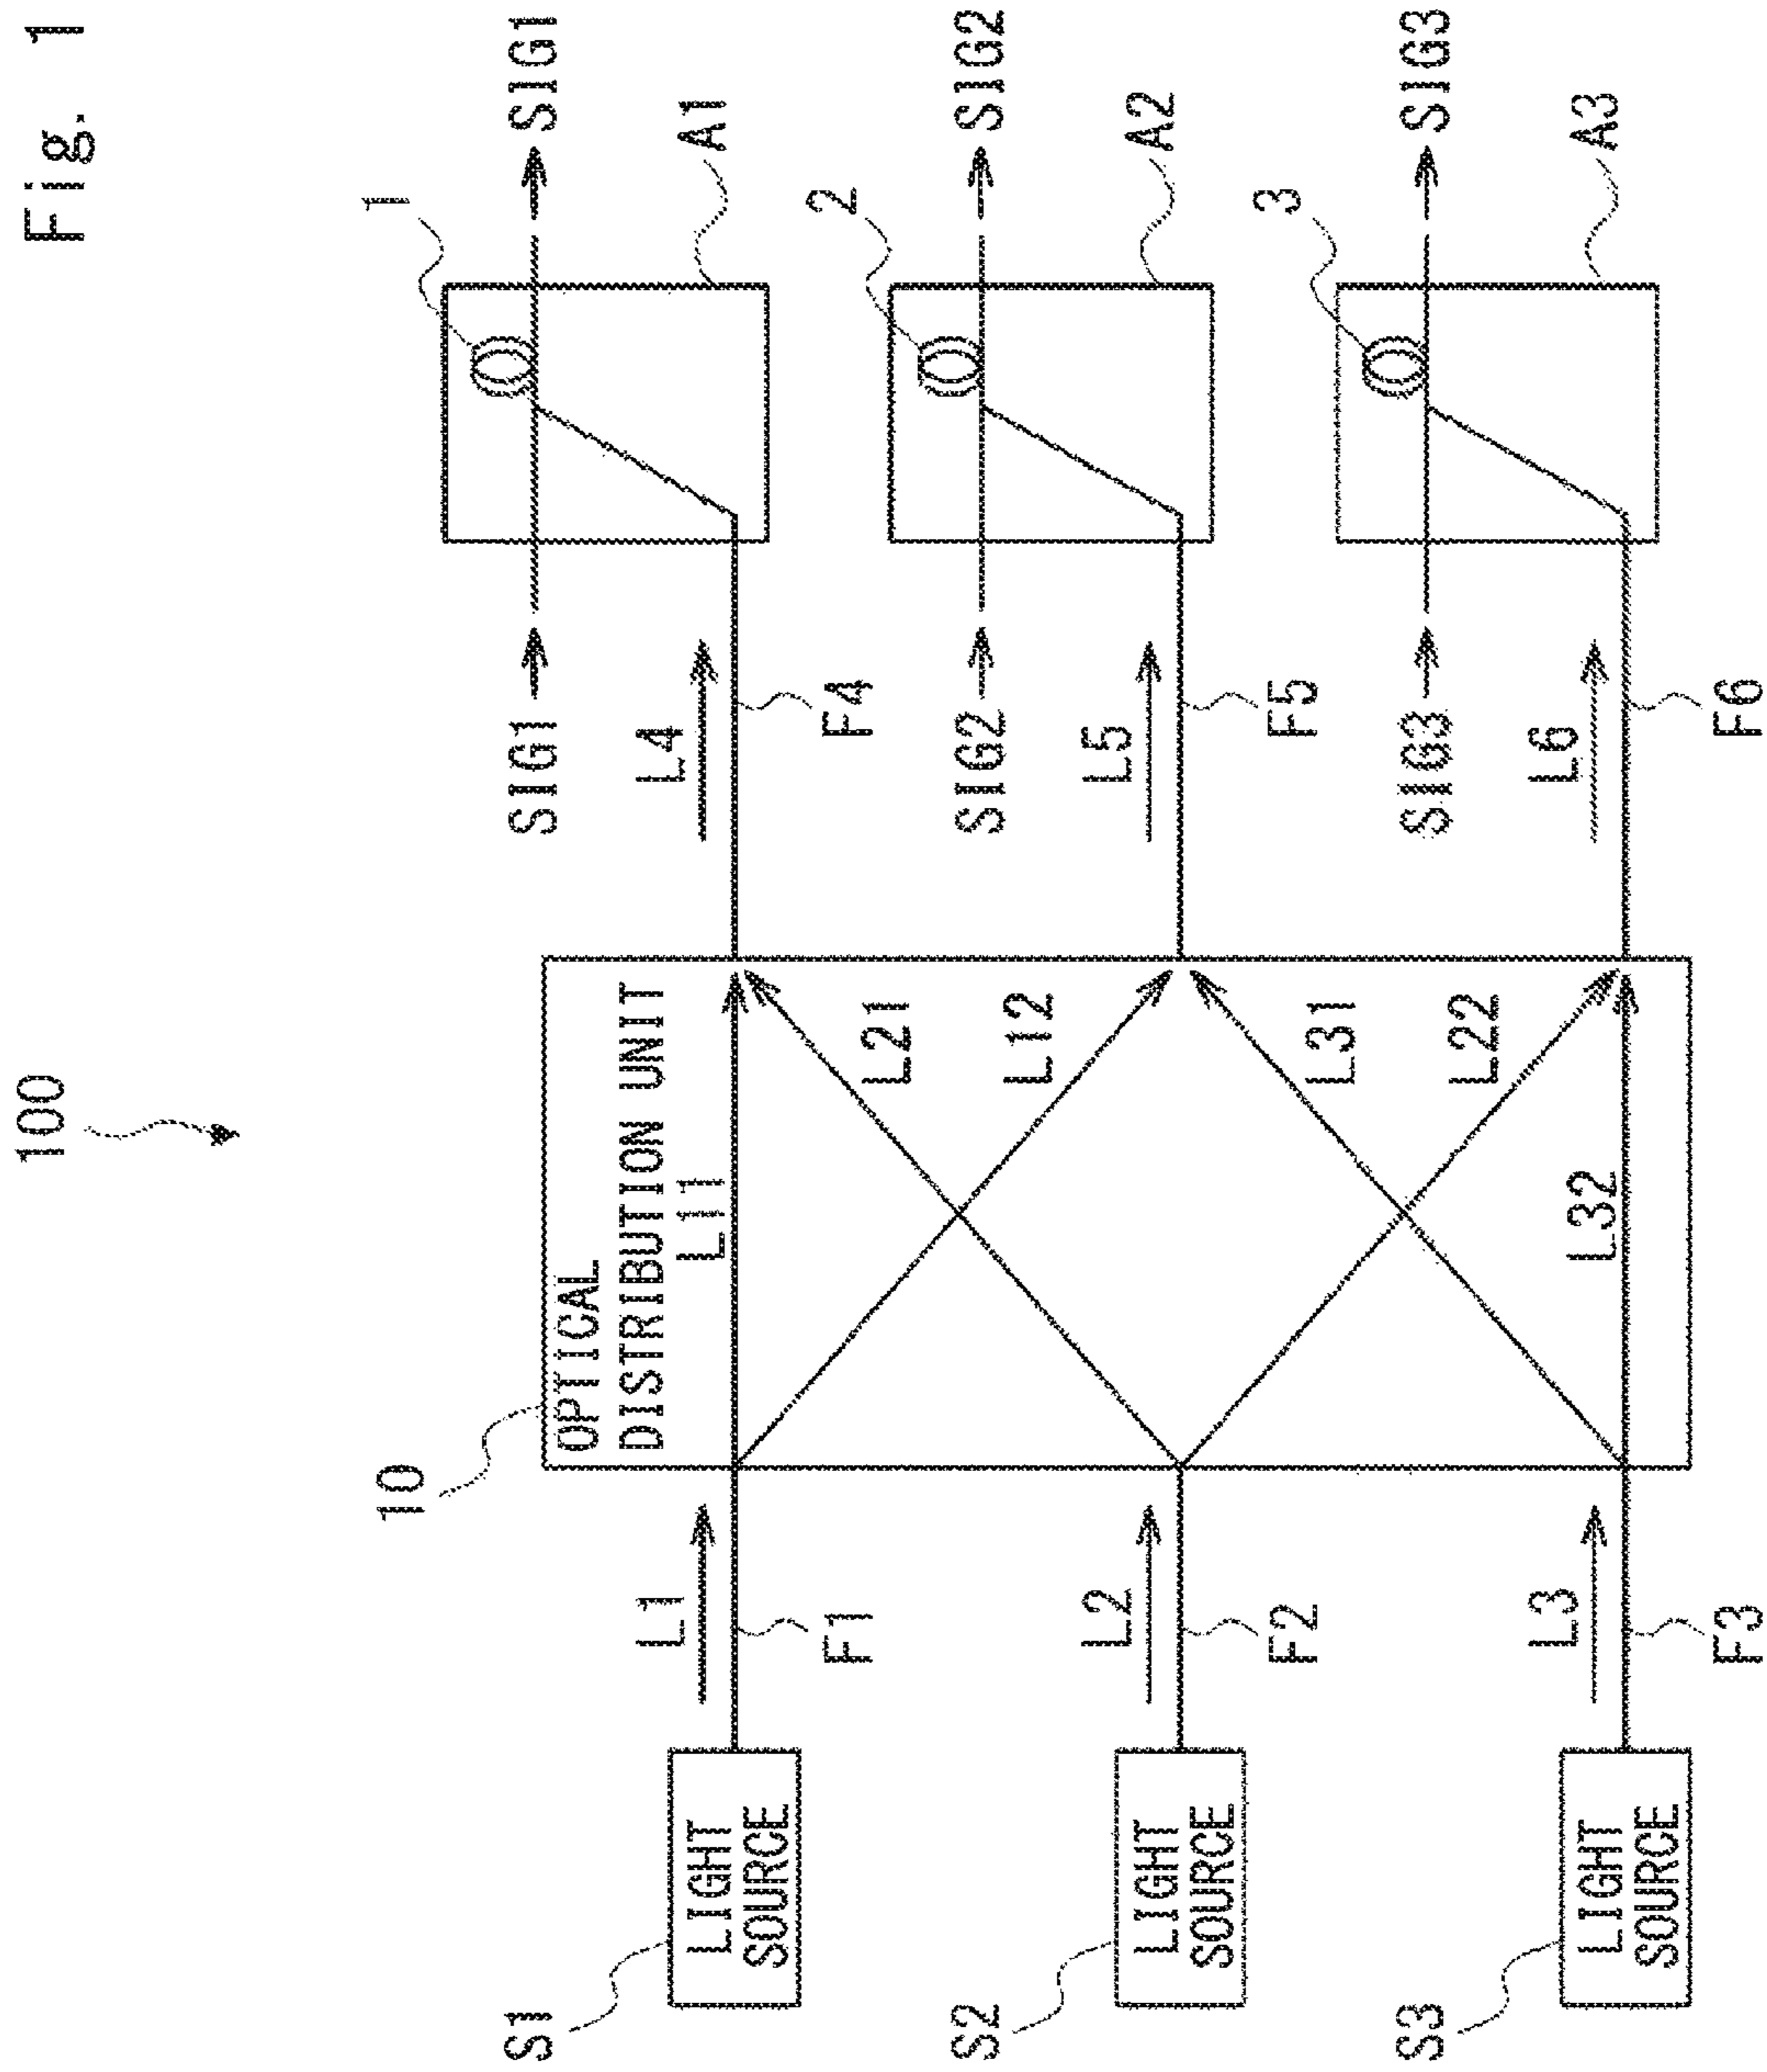 Fig. 1
100
10
OPTICAL
DISTRIBUTION UNIT
S1
LIGHT
SOURCE
L1
F1
L11
L21
L12
SIG1
L4
F4
1
A1
SIG1
S2
LIGHT
SOURCE
L2
F2
L31
L22
SIG2
L5
F5
2
A2
SIG2
S3
LIGHT
SOURCE
L3
F3
L32
SIG3
L6
F6
3
A3
SIG3